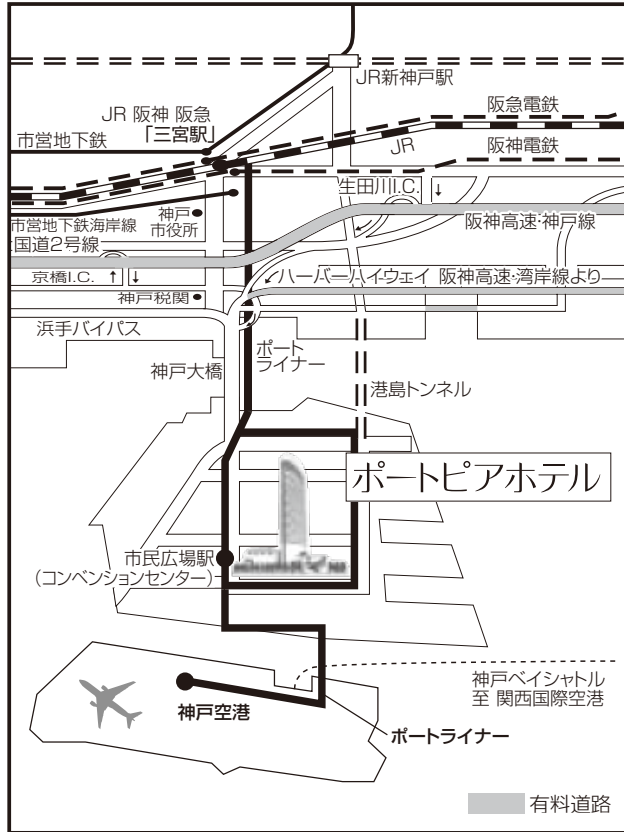 JR新神戸駅
JR 阪神 阪急
「三宮駅」
市営地下鉄
阪急電鉄
JR
阪神電鉄
生田川I.C. ↓
神戸
市役所
市営地下鉄海岸線
国道2号線
阪神高速・神戸線
京橋I.C. ↑ ↓
ハーバーハイウェイ 阪神高速・湾岸線より
神戸税関
浜手バイパス
ポート
ライナー
神戸大橋
港島トンネル
ポートピアホテル
市民広場駅
(コンベンションセンター)
神戸ベイシャトル
至 関西国際空港
神戸空港
ポートライナー
有料道路